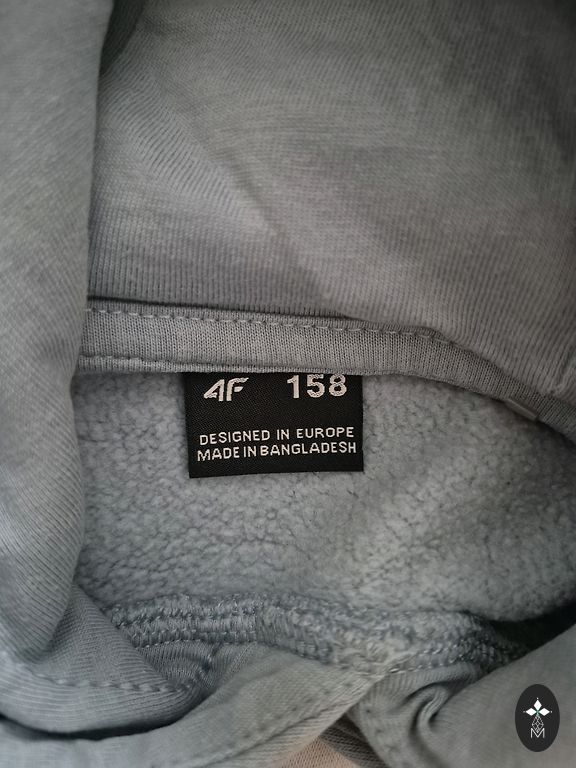 4F 158
DESIGNED IN EUROPE
MADE IN BANGLADESH
M